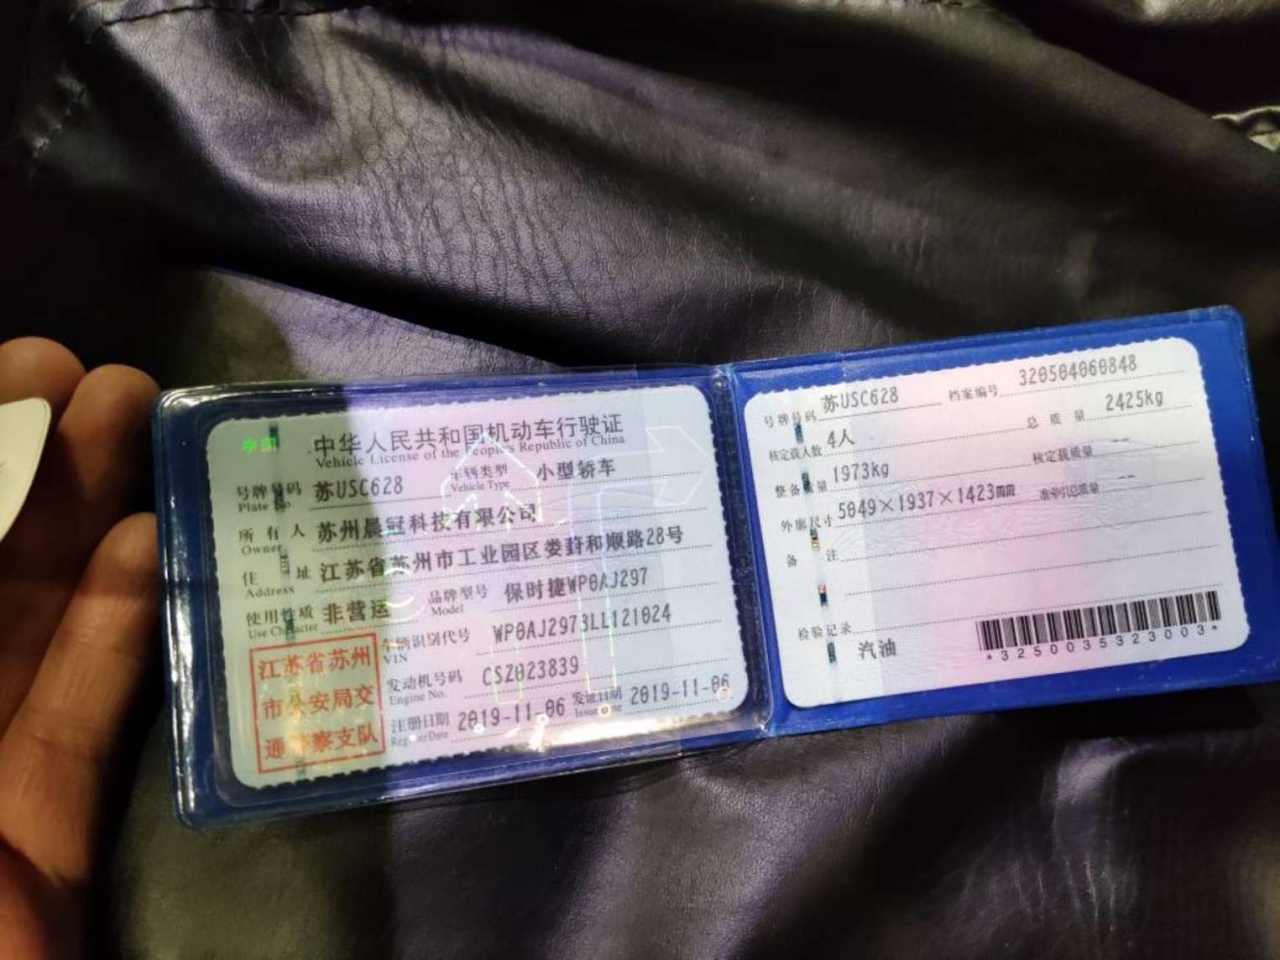 中国
中华人民共和国机动车行驶证
Vehicle License of the People's Republic of China
号牌号码 苏USC628 车辆类型 小型轿车
Plate No. Vehicle Type
所有人 苏州晨冠科技有限公司
Owner
住址 江苏省苏州市工业园区娄葑和顺路28号
Address
使用性质 非营运 品牌型号 保时捷WP0AJ297
Use Character Model
江苏省苏州
市公安局交
通警察支队
车辆识别代号 WP0AJ2973LL121024
VIN
发动机号码 CSZ023839
Engine No.
注册日期 2019-11-06 发证日期 2019-11-06
Register Date Issue Date
号牌号码 苏USC628 档案编号 320504060848
核定载人数 4人 总质量 2425kg
整备质量 1973kg 核定载质量 --
外廓尺寸 5049×1937×1423mm 准牵引总质量 --
备注
检验记录
汽油
*3250035323003*